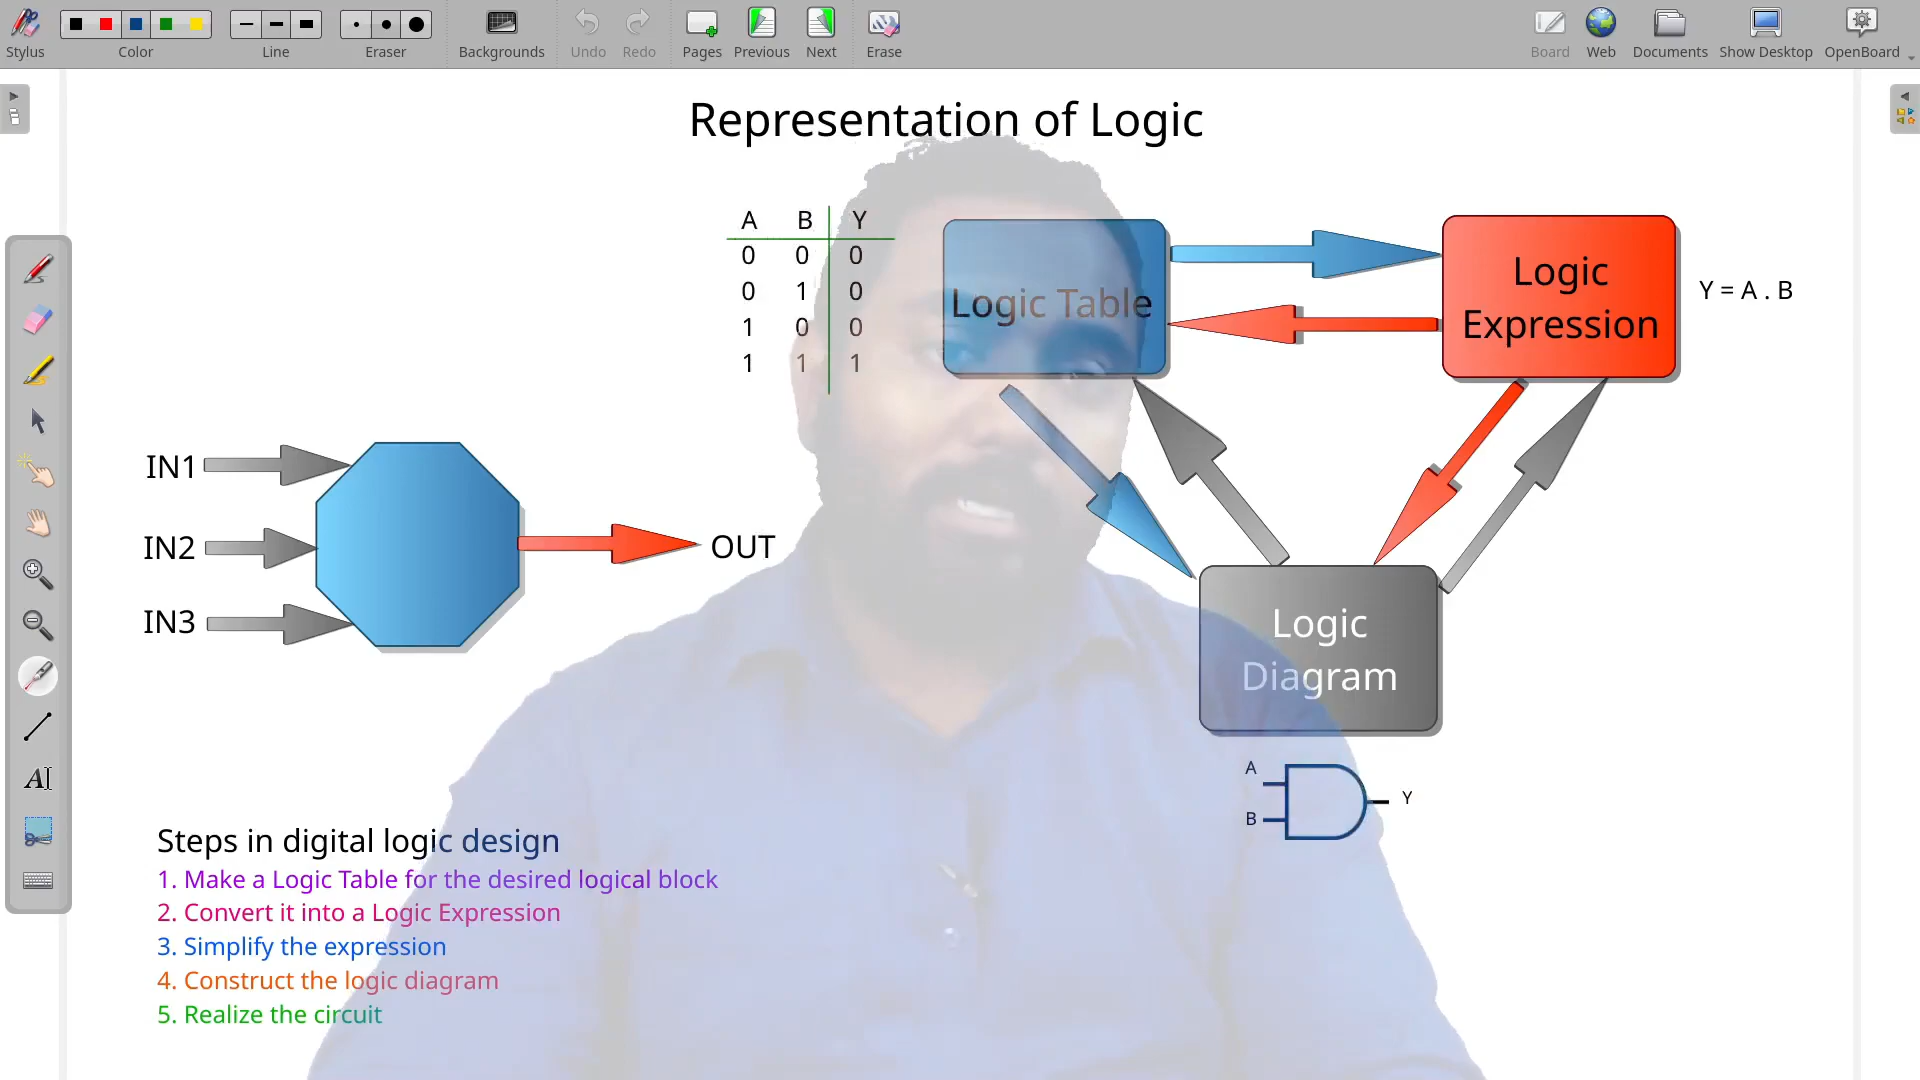 Stylus
Color
Line
Eraser
Backgrounds
Undo
Redo
Pages
Previous
Next
Erase
Board
Web
Documents
Show Desktop
OpenBoard
Representation of Logic
A B Y
0 0 0
0 1 0
1 0 0
1 1 1
Logic Table
Logic
Expression
Y = A . B
IN1
IN2
IN3
OUT
Logic
Diagram
A
B
Y
Steps in digital logic design
1. Make a Logic Table for the desired logical block
2. Convert it into a Logic Expression
3. Simplify the expression
4. Construct the logic diagram
5. Realize the circuit